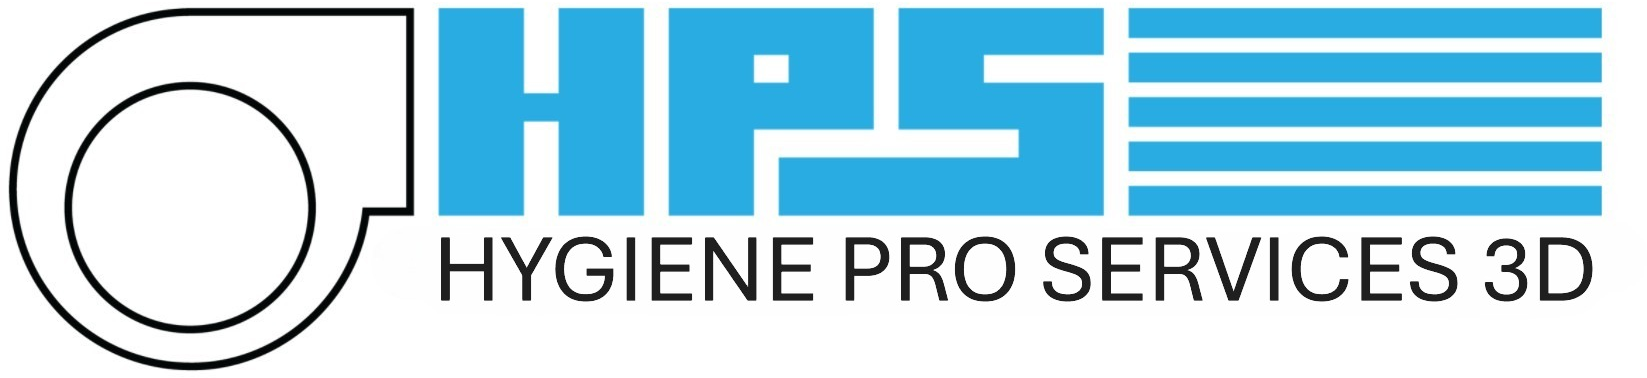 HPS
HYGIENE PRO SERVICES 3D